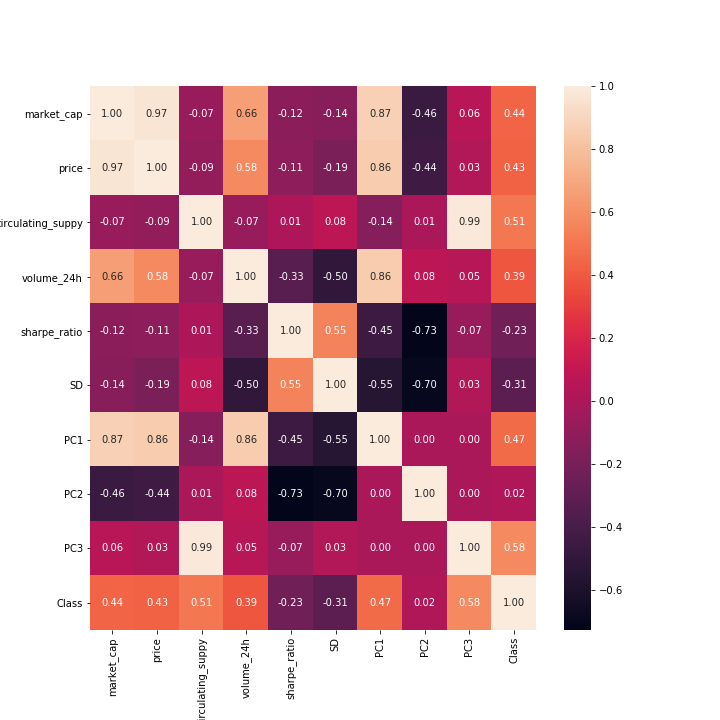 market_cap 1.00 0.97 -0.07 0.66 -0.12 -0.14 0.87 -0.46 0.06 0.44
price 0.97 1.00 -0.09 0.58 -0.11 -0.19 0.86 -0.44 0.03 0.43
circulating_suppy -0.07 -0.09 1.00 -0.07 0.01 0.08 -0.14 0.01 0.99 0.51
volume_24h 0.66 0.58 -0.07 1.00 -0.33 -0.50 0.86 0.08 0.05 0.39
sharpe_ratio -0.12 -0.11 0.01 -0.33 1.00 0.55 -0.45 -0.73 -0.07 -0.23
SD -0.14 -0.19 0.08 -0.50 0.55 1.00 -0.55 -0.70 0.03 -0.31
PC1 0.87 0.86 -0.14 0.86 -0.45 -0.55 1.00 0.00 0.00 0.47
PC2 -0.46 -0.44 0.01 0.08 -0.73 -0.70 0.00 1.00 0.00 0.02
PC3 0.06 0.03 0.99 0.05 -0.07 0.03 0.00 0.00 1.00 0.58
Class 0.44 0.43 0.51 0.39 -0.23 -0.31 0.47 0.02 0.58 1.00
market_cap
price
irculating_suppy
volume_24h
sharpe_ratio
SD
PC1
PC2
PC3
Class
1.0
0.8
0.6
0.4
0.2
0.0
−0.2
−0.4
−0.6